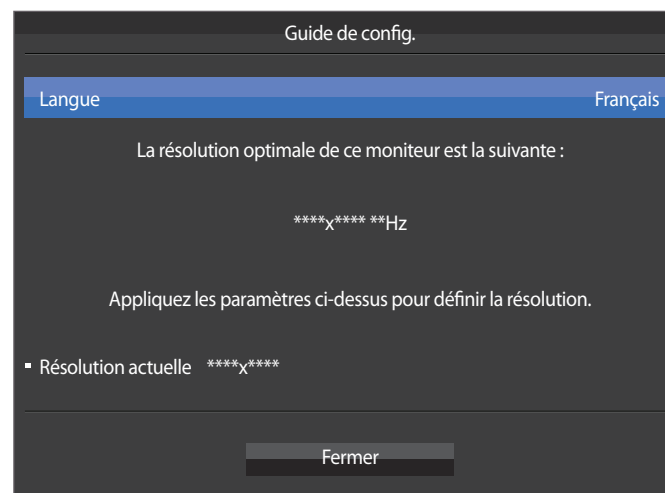 Guide de config.
Langue Français
La résolution optimale de ce moniteur est la suivante :
****x**** **Hz
Appliquez les paramètres ci-dessus pour définir la résolution.
Résolution actuelle ****x****
Fermer